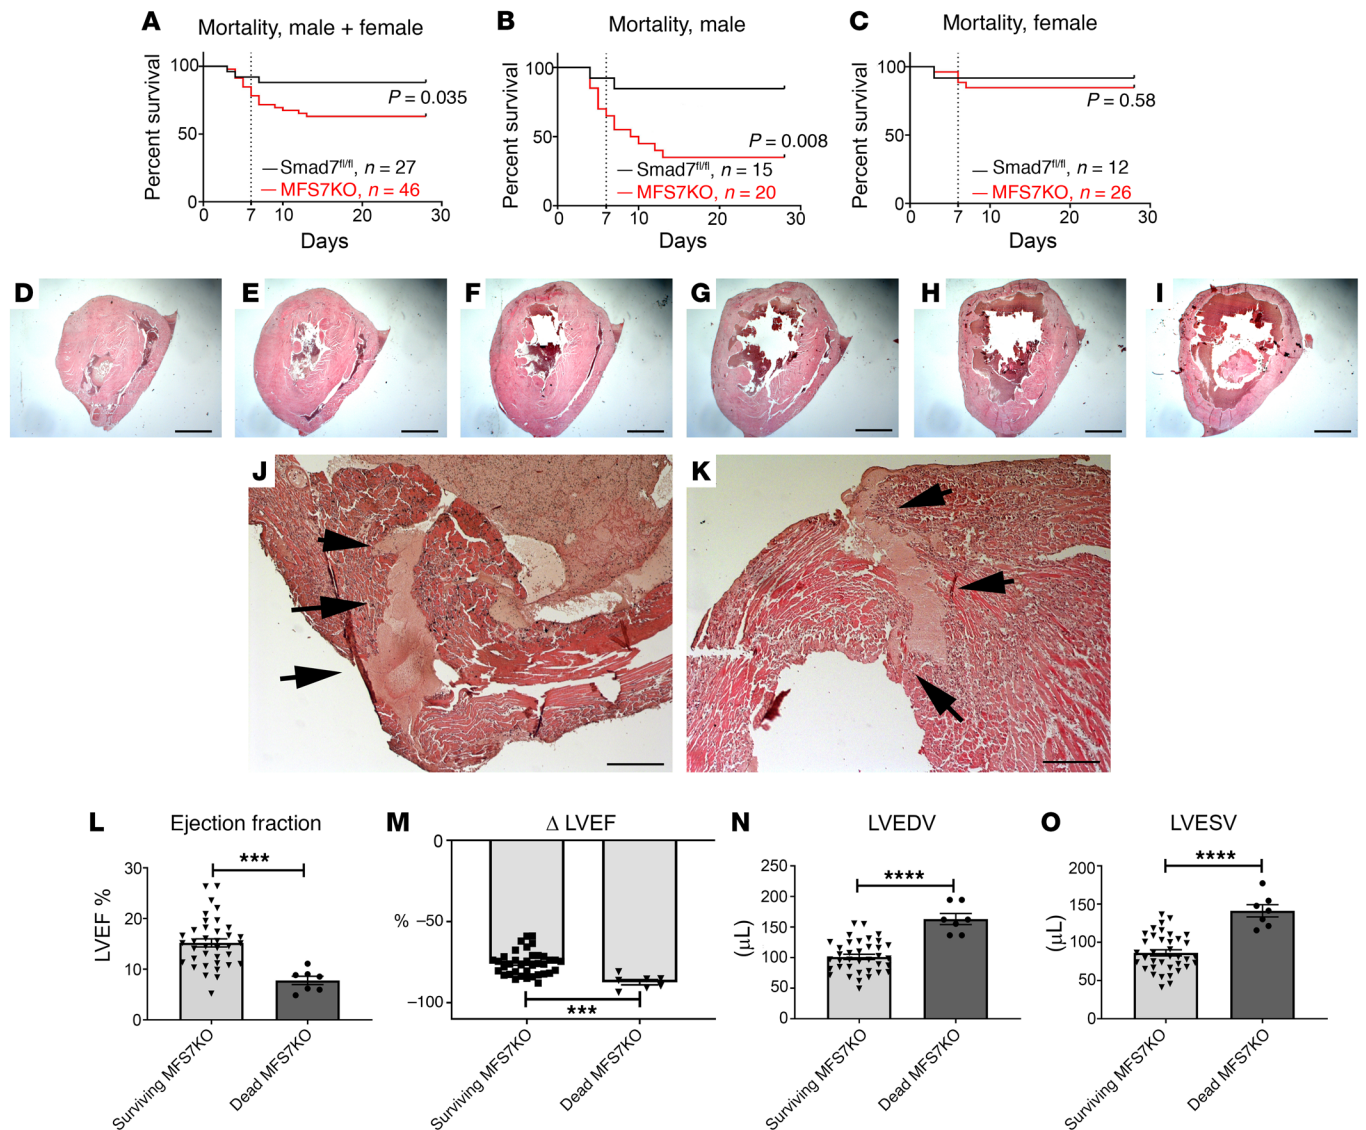 A Mortality, male + female
Percent survival
100
50
0
P = 0.035
Smad7fl/fl, n = 27
MFS7KO, n = 46
0 7 10 20 30
Days
B Mortality, male
Percent survival
100
50
0
P = 0.008
Smad7fl/fl, n = 15
MFS7KO, n = 20
0 7 10 20 30
Days
C Mortality, female
Percent survival
100
50
0
P = 0.58
Smad7fl/fl, n = 12
MFS7KO, n = 26
0 7 10 20 30
Days
D E F G H I
J K
L Ejection fraction
LVEF %
30
20
10
0
***
Surviving MFS7KO
Dead MFS7KO
M Δ LVEF
%
0
–50
–100
***
Surviving MFS7KO
Dead MFS7KO
N LVEDV
(μL)
250
200
150
100
50
0
****
Surviving MFS7KO
Dead MFS7KO
O LVESV
(μL)
200
150
100
50
0
****
Surviving MFS7KO
Dead MFS7KO